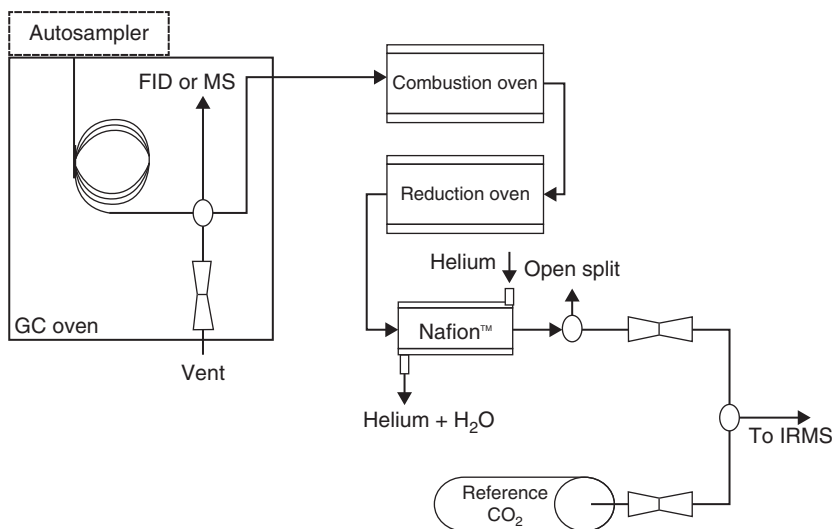 Autosampler
FID or MS
Combustion oven
Reduction oven
Helium
Open split
GC oven
Nafion™
Vent
Helium + H₂O
To IRMS
Reference
CO₂